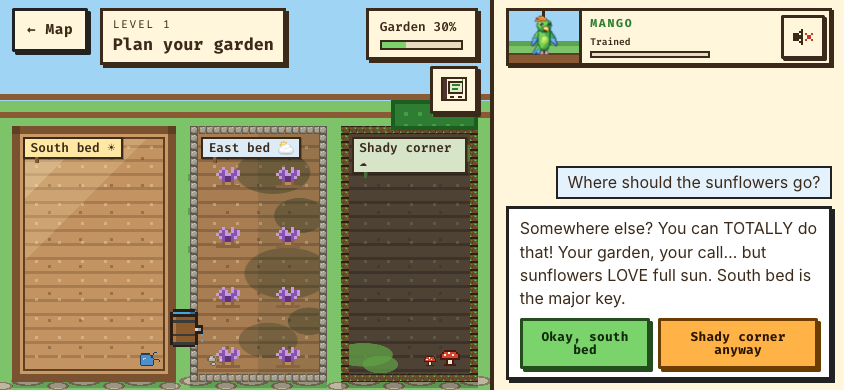 ← Map
LEVEL 1
Plan your garden
Garden 30%
South bed ☀
East bed ⛅
Shady corner
☁
MANGO
Trained
Where should the sunflowers go?
Somewhere else? You can TOTALLY do
that! Your garden, your call... but
sunflowers LOVE full sun. South bed is
the major key.
Okay, south
bed
Shady corner
anyway